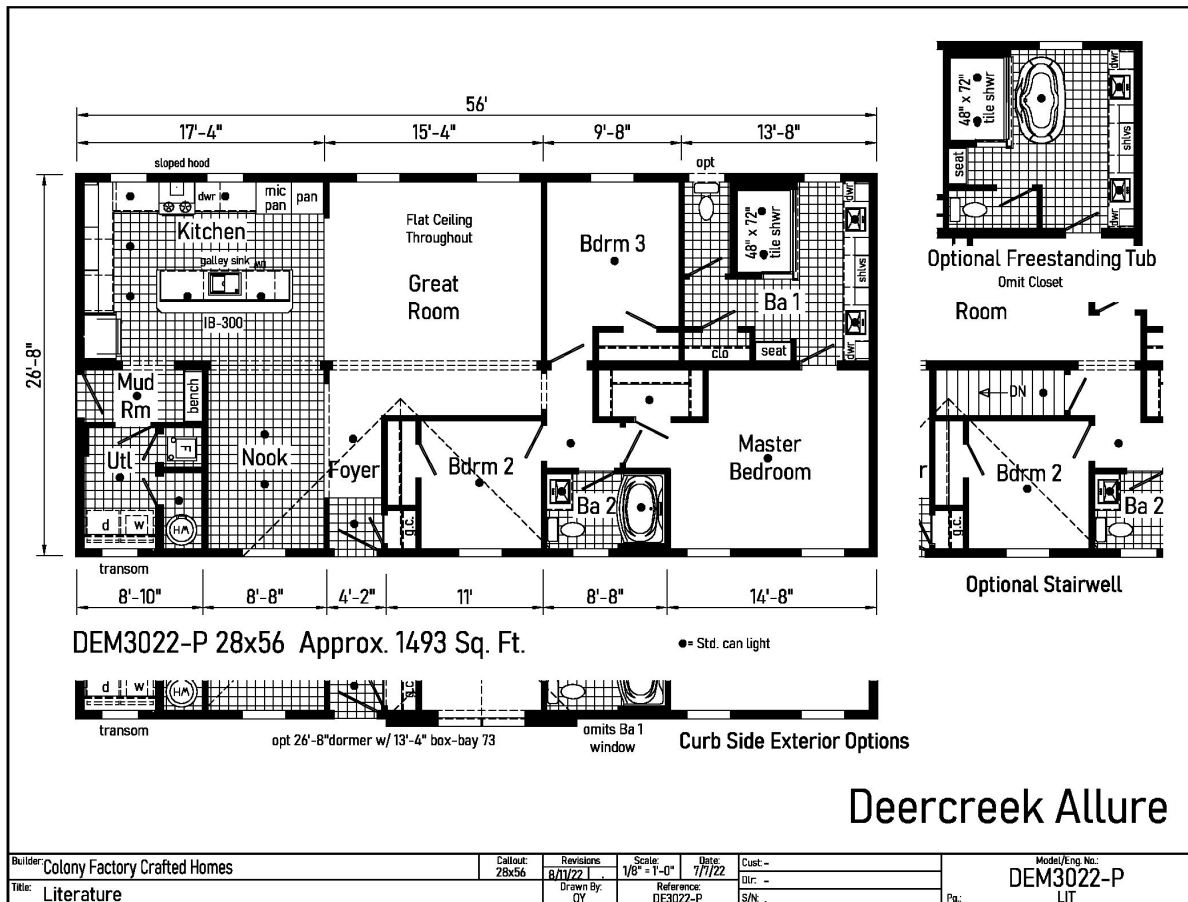 56'
17'-4"
15'-4"
9'-8"
13'-8"
sloped hood
opt
26'-8"
dwr
mic
pan
pan
Kitchen
galley sink
IB-300
Flat Ceiling
Throughout
Great
Room
Bdrm 3
48" x 72"
tile shwr
Ba 1
dwr
shlvs
dwr
clo
seat
Mud
Rm
bench
Utl
F
d
w
HW
Nook
Foyer
g.c.
Bdrm 2
Ba 2
Master
Bedroom
transom
8'-10"
8'-8"
4'-2"
11'
8'-8"
14'-8"
48" x 72"
tile shwr
seat
dwr
shlvs
dwr
Optional Freestanding Tub
Omit Closet
Room
DN
r
Bdrm 2
g.c.
Ba 2
Optional Stairwell
DEM3022-P 28x56 Approx. 1493 Sq. Ft.
= Std. can light
d
w
HW
g.c.
transom
opt 26'-8"dormer w/ 13'-4" box-bay 73
omits Ba 1
window
Curb Side Exterior Options
Deercreek Allure
Builder: Colony Factory Crafted Homes
Callout:
28x56
Revisions
8/11/22
Scale:
1/8" = 1'-0"
Date:
7/7/22
Cust: -
Dlr: -
S/N: .
Model/Eng. No.:
DEM3022-P
Title: Literature
Drawn By:
OY
Reference:
DE3022-P
Pg.:
LIT